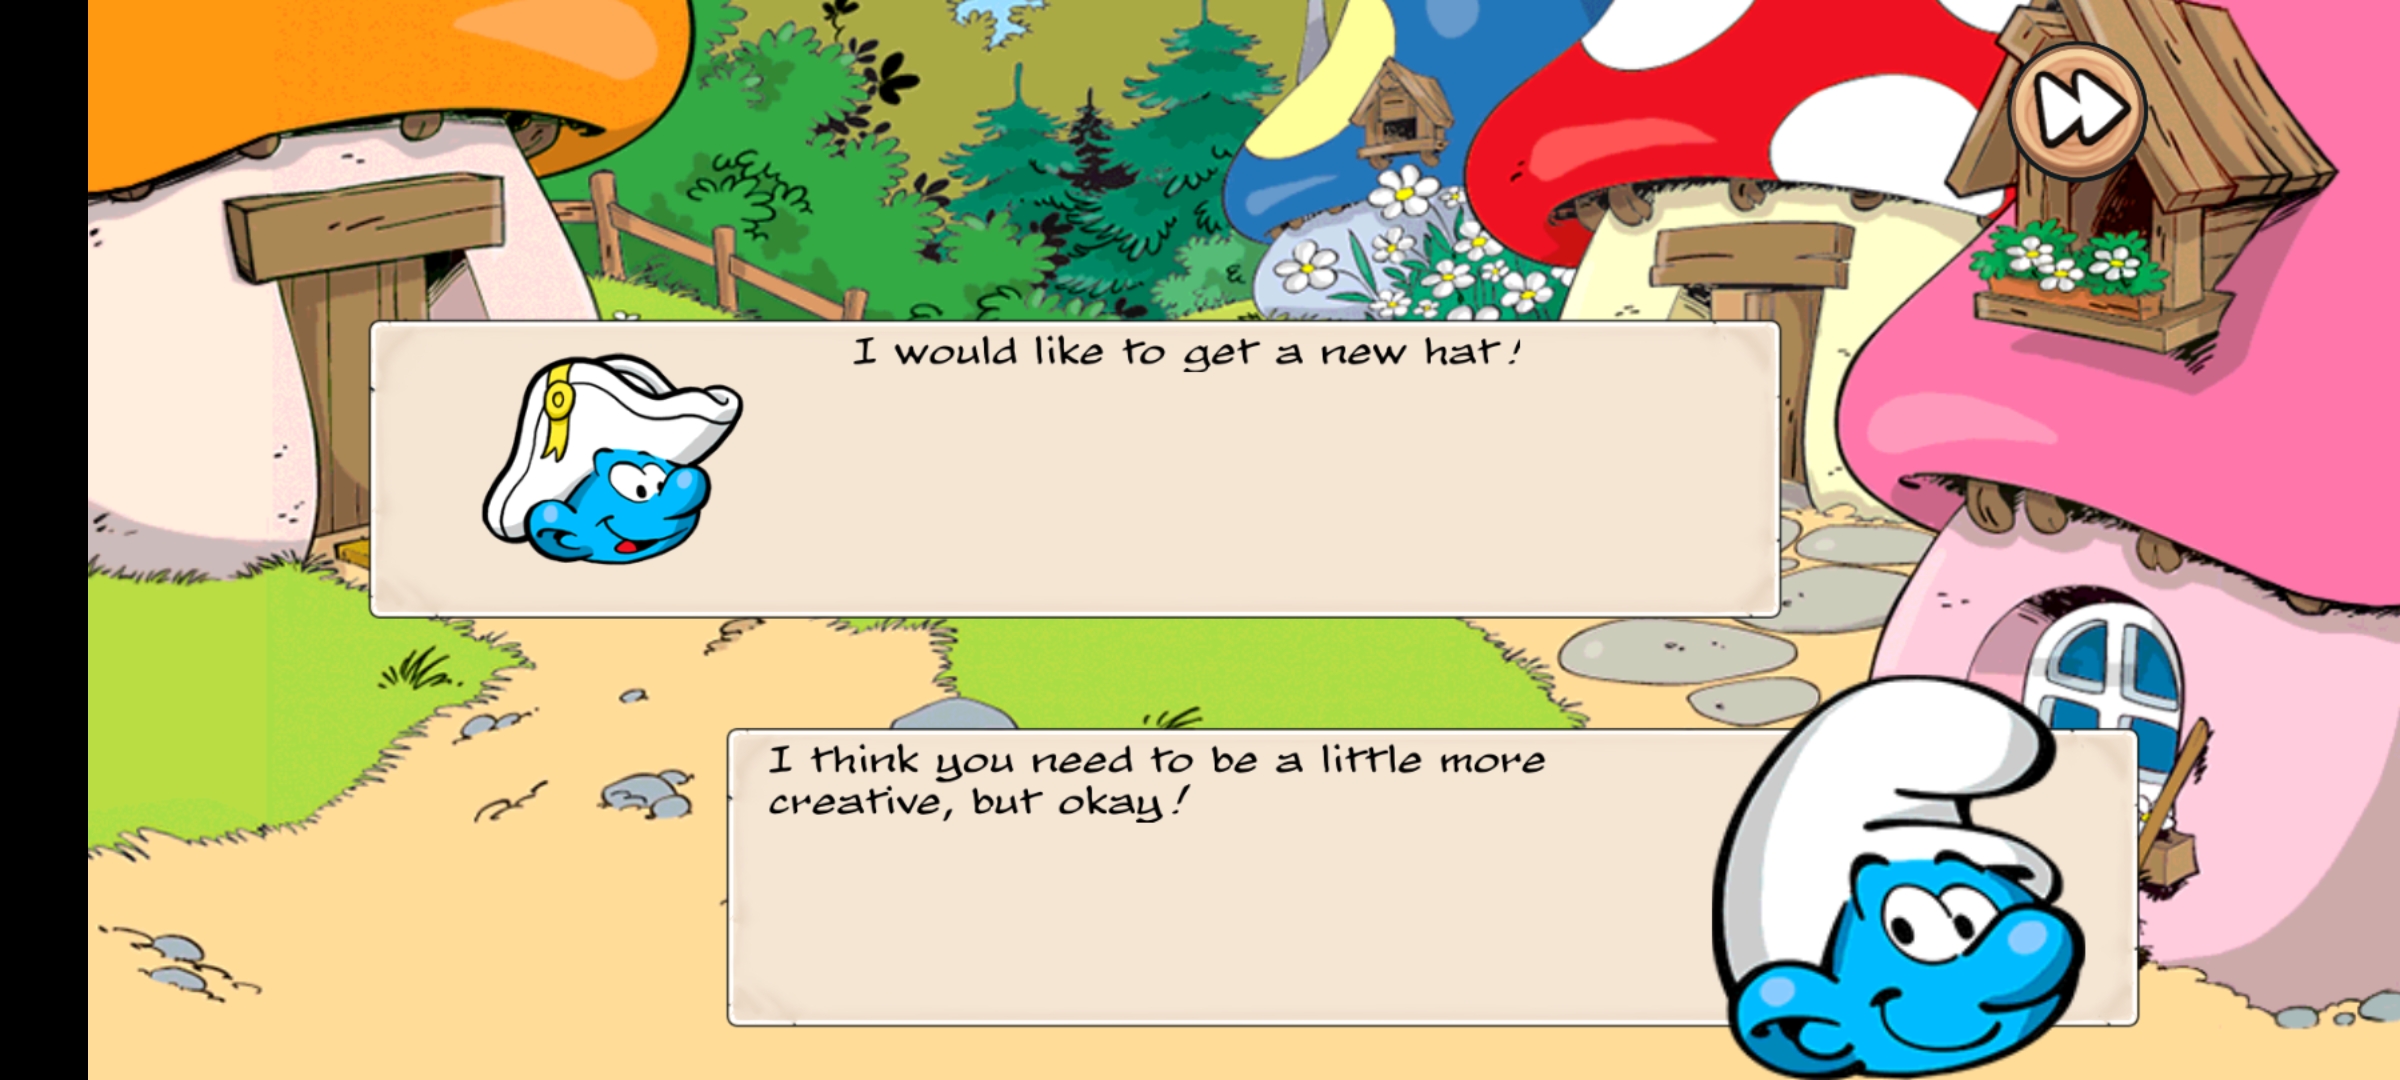 I would like to get a new hat!
I think you need to be a little more
creative, but okay!